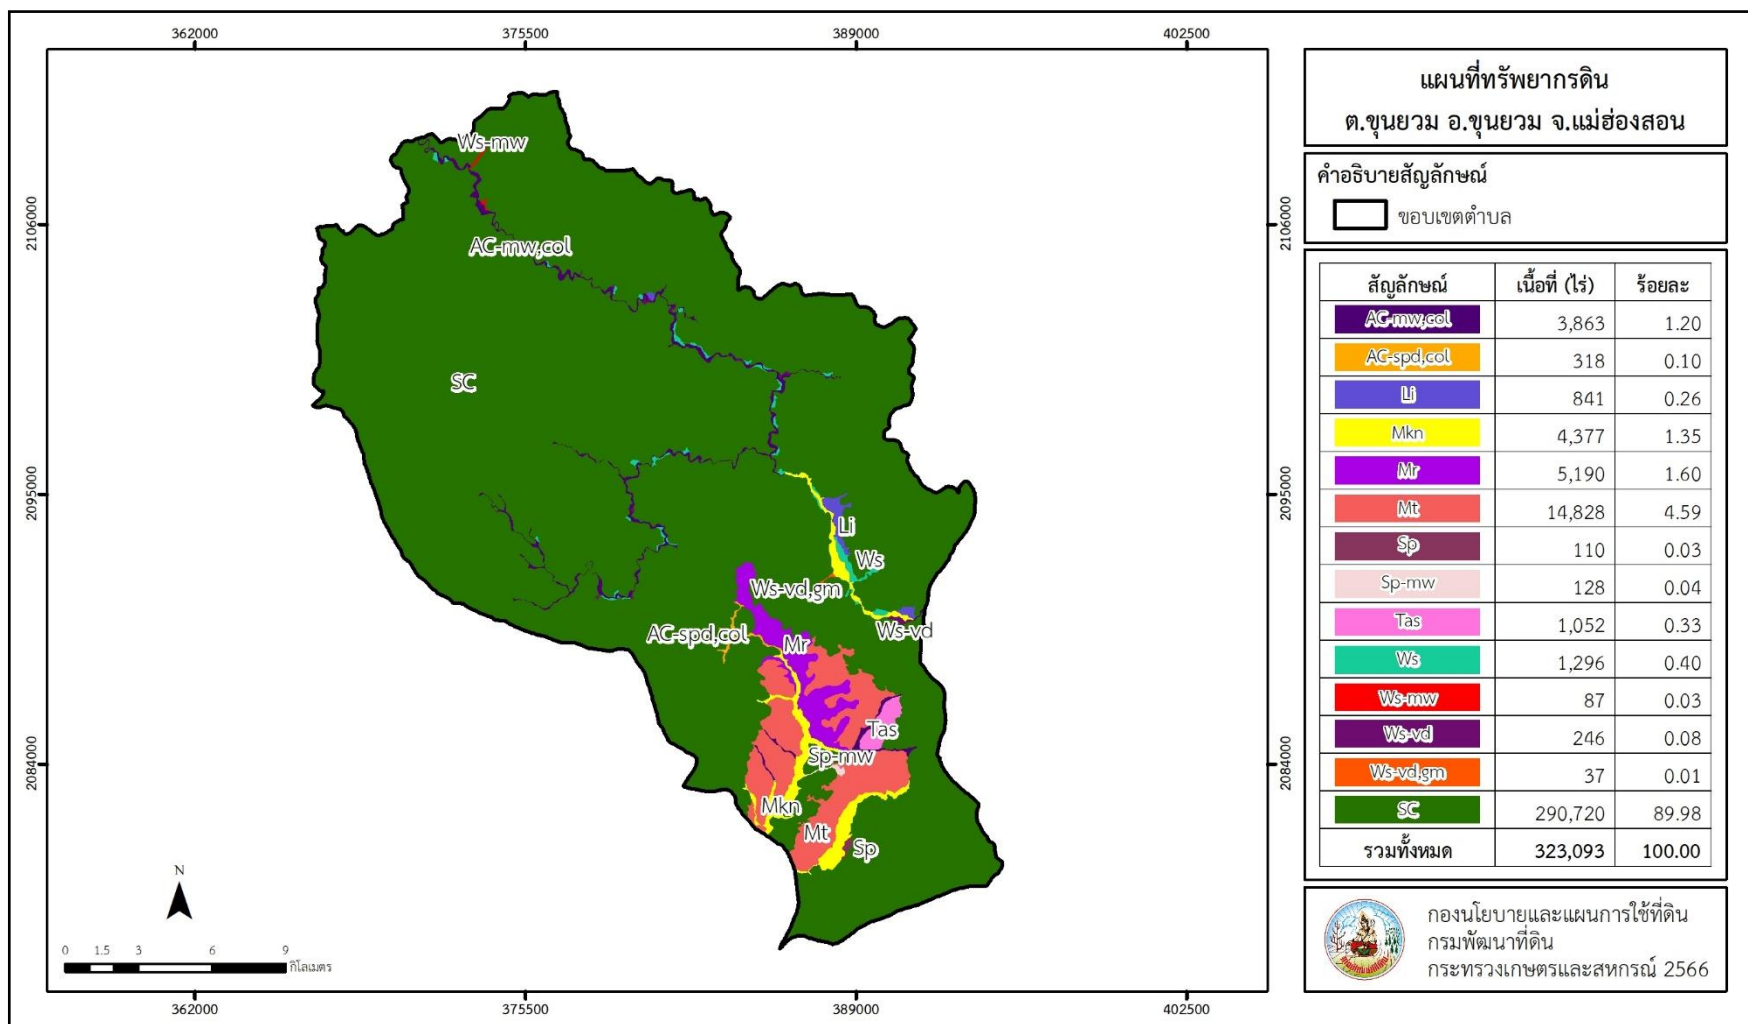 362000
375500
389000
402500
2106000
2095000
2084000
Ws-mw
AC-mw,col
SC
Li
Ws
Ws-vd,gm
Ws-vd
AC-spd,col
Mr
Tas
Sp-mw
Mkn
Mt
Sp
2106000
2095000
2084000
N
0 1.5 3 6 9
กิโลเมตร
362000
375500
389000
402500
แผนที่ทรัพยากรดิน
ต.ขุนยวม อ.ขุนยวม จ.แม่ฮ่องสอน
คำอธิบายสัญลักษณ์
ขอบเขตตำบล
สัญลักษณ์ เนื้อที่ (ไร่) ร้อยละ
AC-mw,col 3,863 1.20
AC-spd,col 318 0.10
Li 841 0.26
Mkn 4,377 1.35
Mr 5,190 1.60
Mt 14,828 4.59
Sp 110 0.03
Sp-mw 128 0.04
Tas 1,052 0.33
Ws 1,296 0.40
Ws-mw 87 0.03
Ws-vd 246 0.08
Ws-vd,gm 37 0.01
SC 290,720 89.98
รวมทั้งหมด 323,093 100.00
กองนโยบายและแผนการใช้ที่ดิน
กรมพัฒนาที่ดิน
กระทรวงเกษตรและสหกรณ์ 2566